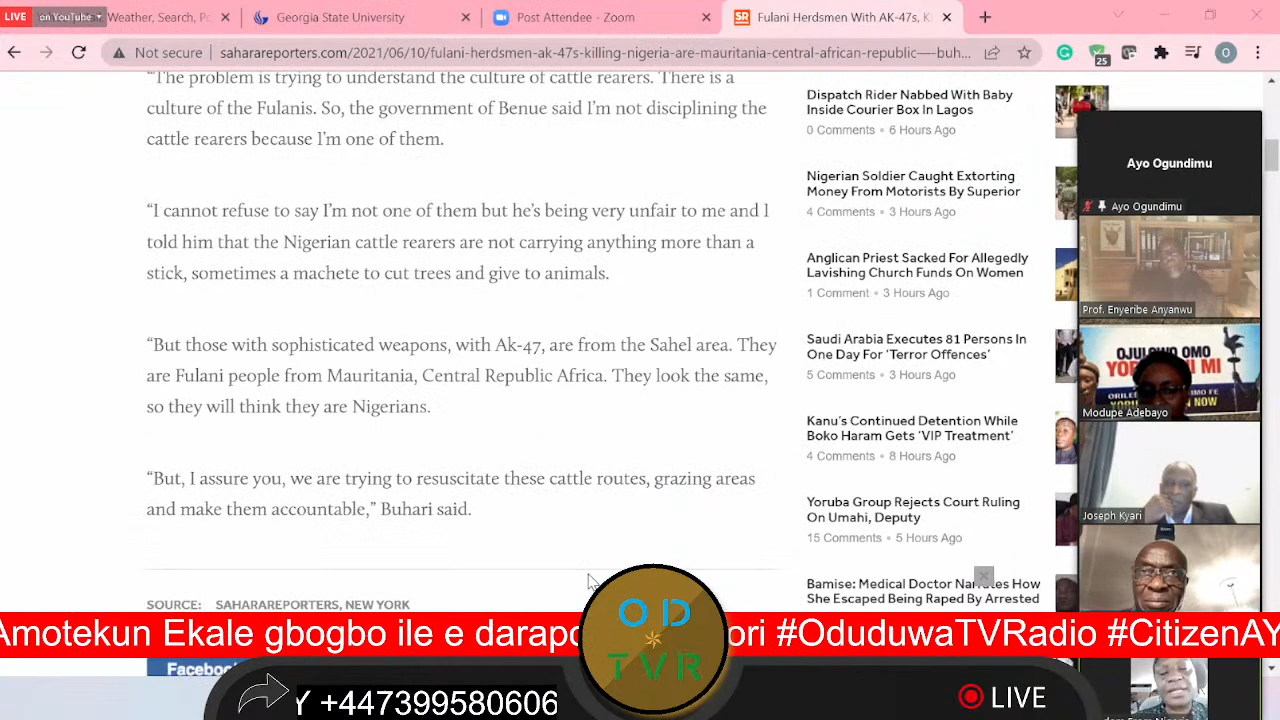 LIVE on YouTube
Weather, Search, P
Georgia State University
Post Attendee - Zoom
Fulani Herdsmen With AK-47s, K
Not secure
saharareporters.com/2021/06/10/fulani-herdsmen-ak-47s-killing-nigeria-are-mauritania-central-african-republic-—-buh...
25
O
“The problem is trying to understand the culture of cattle rearers. There is a
culture of the Fulanis. So, the government of Benue said I’m not disciplining the
cattle rearers because I’m one of them.
“I cannot refuse to say I’m not one of them but he’s being very unfair to me and I
told him that the Nigerian cattle rearers are not carrying anything more than a
stick, sometimes a machete to cut trees and give to animals.
“But those with sophisticated weapons, with Ak-47, are from the Sahel area. They
are Fulani people from Mauritania, Central Republic Africa. They look the same,
so they will think they are Nigerians.
“But, I assure you, we are trying to resuscitate these cattle routes, grazing areas
and make them accountable,” Buhari said.
SOURCE: SAHARAREPORTERS, NEW YORK
Dispatch Rider Nabbed With Baby
Inside Courier Box In Lagos
0 Comments • 6 Hours Ago
Nigerian Soldier Caught Extorting
Money From Motorists By Superior
4 Comments • 3 Hours Ago
Anglican Priest Sacked For Allegedly
Lavishing Church Funds On Women
1 Comment • 3 Hours Ago
Saudi Arabia Executes 81 Persons In
One Day For ‘Terror Offences’
5 Comments • 3 Hours Ago
Kanu’s Continued Detention While
Boko Haram Gets ‘VIP Treatment’
4 Comments • 8 Hours Ago
Yoruba Group Rejects Court Ruling
On Umahi, Deputy
15 Comments • 5 Hours Ago
Bamise: Medical Doctor Narrates How
She Escaped Being Raped By Arrested
Ayo Ogundimu
Ayo Ogundimu
Prof. Enyeribe Anyanwu
OJULOWO OMO
Modupe Adebayo
Joseph Kyari
Amotekun Ekale gbogbo ile e ori #OduduwaTVRadio #CitizenAY
OD
TVR
Facebo
Y +447399580606
LIVE